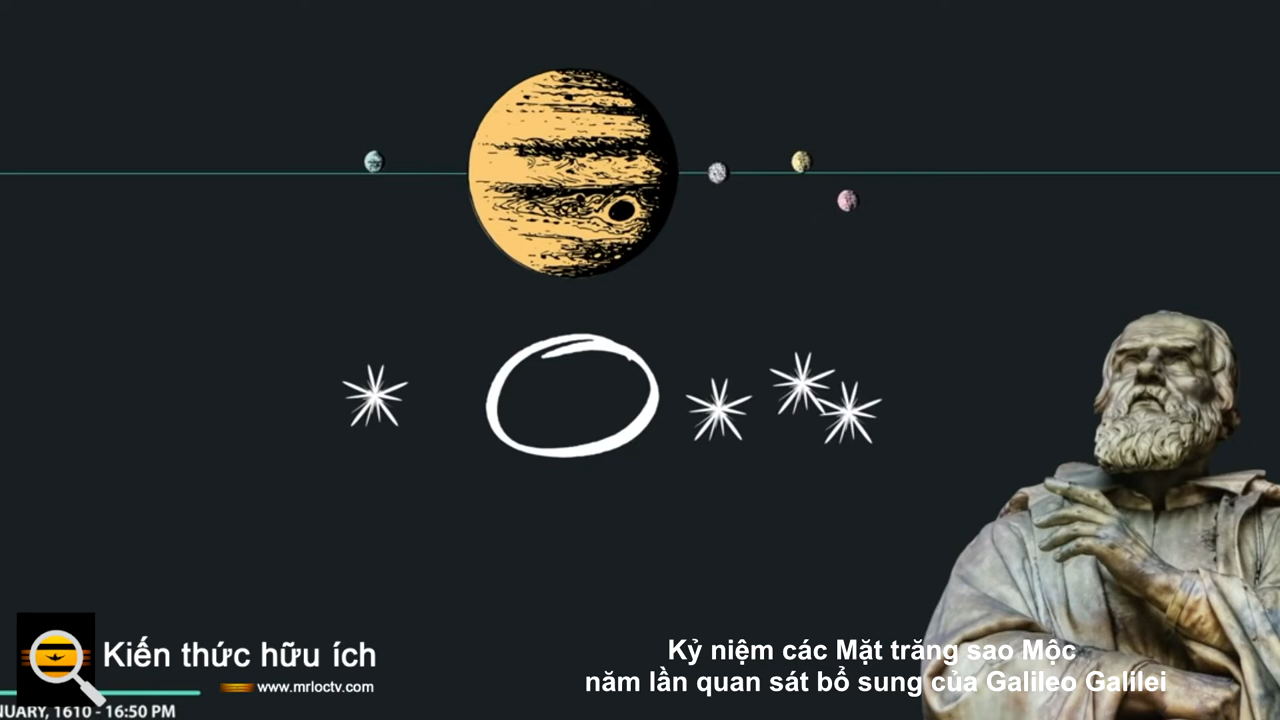 Kiến thức hữu ích
www.mrloctv.com
NUARY, 1610 - 16:50 PM
Kỷ niệm các Mặt trăng sao Mộc
năm lần quan sát bổ sung của Galileo Galilei